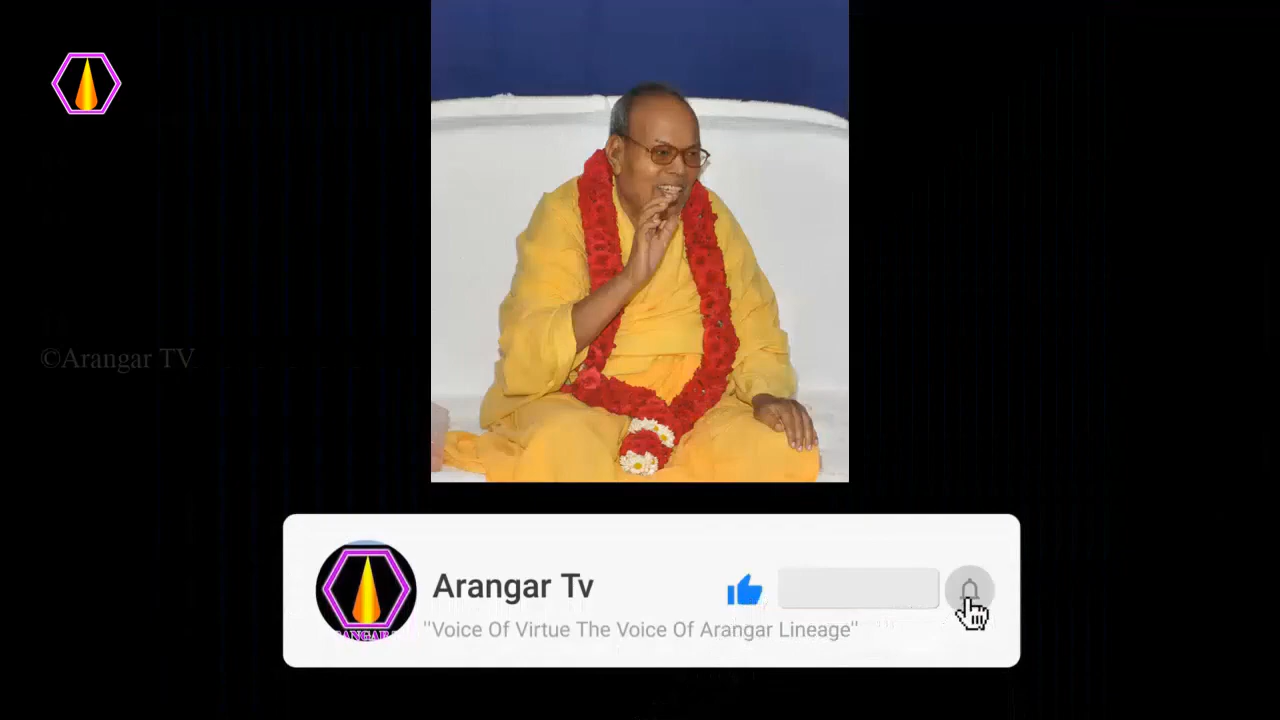 ©Arangar TV
Arangar Tv
"Voice Of Virtue The Voice Of Arangar Lineage"